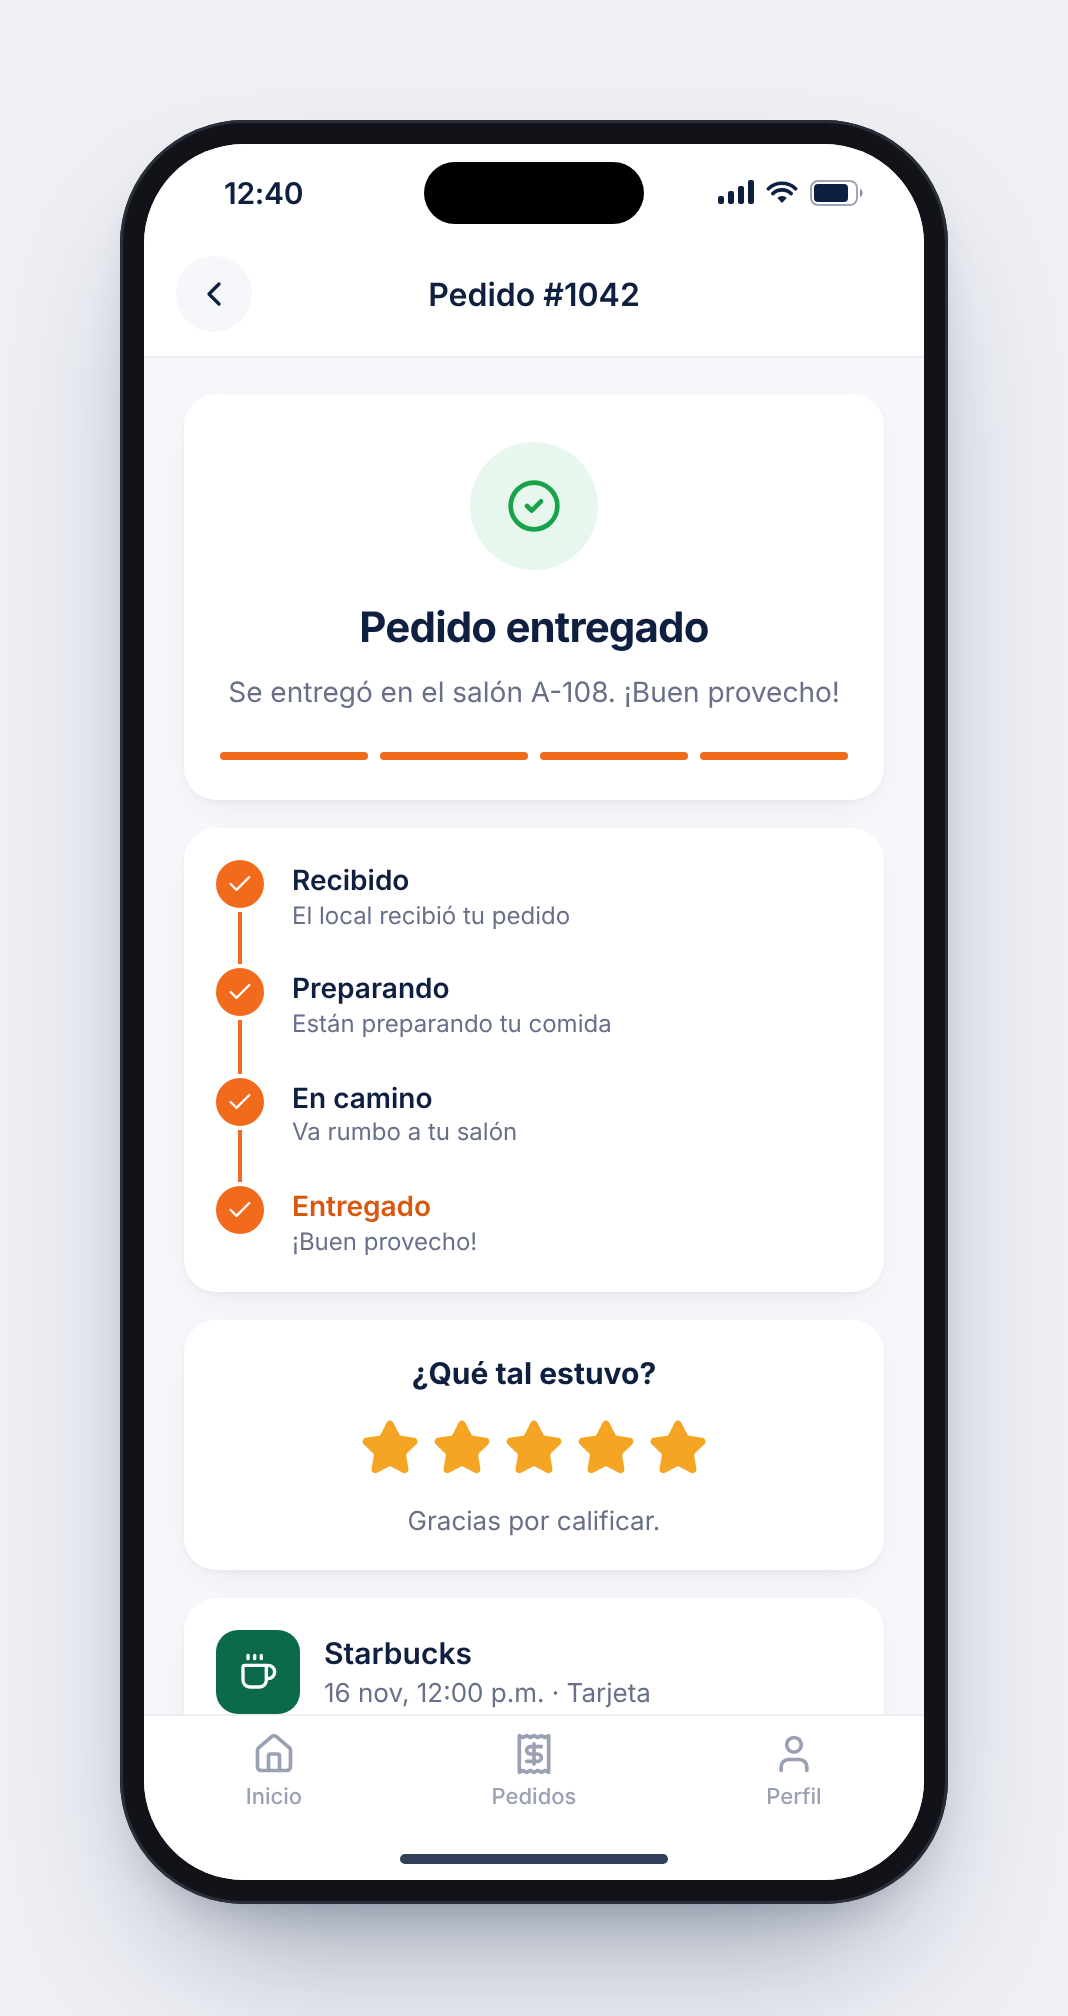 12:40
Pedido #1042
Pedido entregado
Se entregó en el salón A-108. ¡Buen provecho!
Recibido
El local recibió tu pedido
Preparando
Están preparando tu comida
En camino
Va rumbo a tu salón
Entregado
¡Buen provecho!
¿Qué tal estuvo?
Gracias por calificar.
Starbucks
16 nov, 12:00 p.m. · Tarjeta
Inicio
Pedidos
Perfil